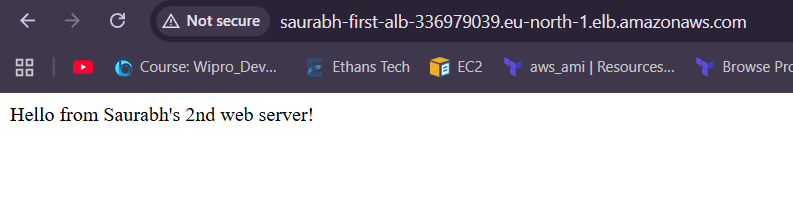 Not secure saurabh-first-alb-336979039.eu-north-1.elb.amazonaws.com
Course: Wipro_Dev... Ethans Tech EC2 aws_ami | Resources... Browse Pro
Hello from Saurabh's 2nd web server!